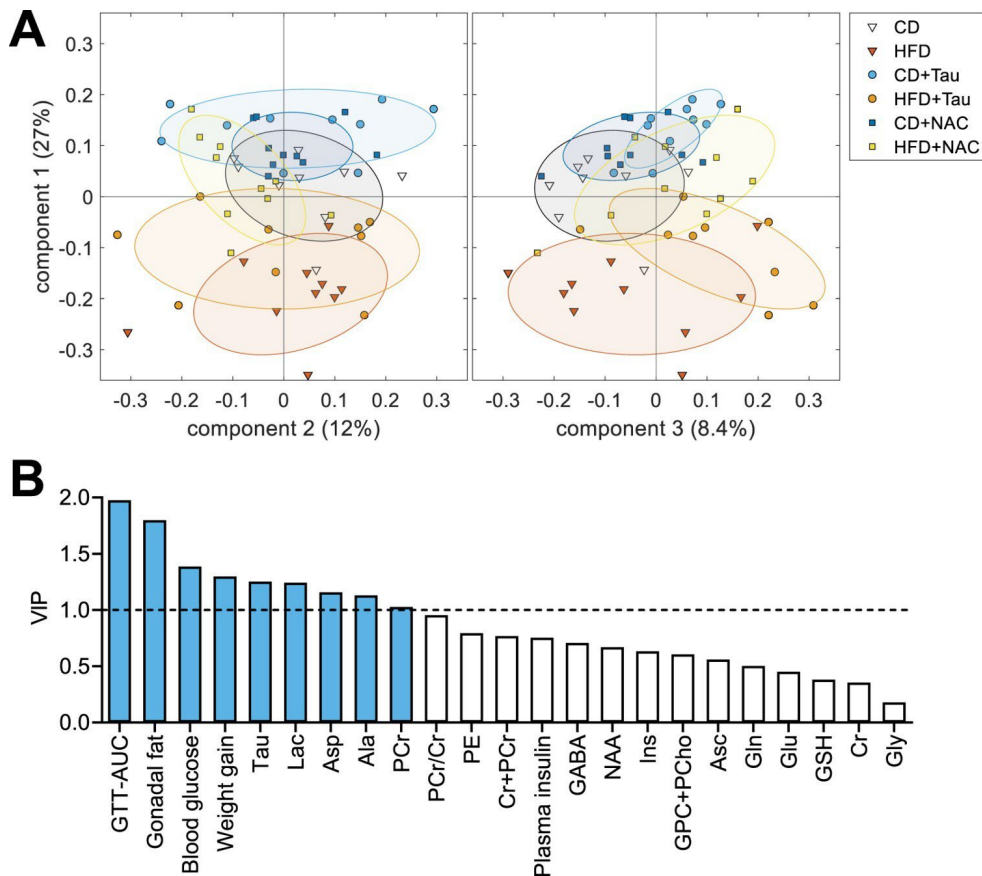 A
component 1 (27%)
0.3
0.2
0.1
0
-0.1
-0.2
-0.3
-0.3 -0.2 -0.1 0 0.1 0.2 0.3
component 2 (12%)
-0.3 -0.2 -0.1 0 0.1 0.2 0.3
component 3 (8.4%)
CD
HFD
CD+Tau
HFD+Tau
CD+NAC
HFD+NAC
B
VIP
2.0
1.5
1.0
0.5
0.0
GTT-AUC
Gonadal fat
Blood glucose
Weight gain
Tau
Lac
Asp
Ala
PCr
PCr/Cr
PE
Cr+PCr
Plasma insulin
GABA
NAA
Ins
GPC+PCho
Asc
Gln
Glu
GSH
Cr
Gly